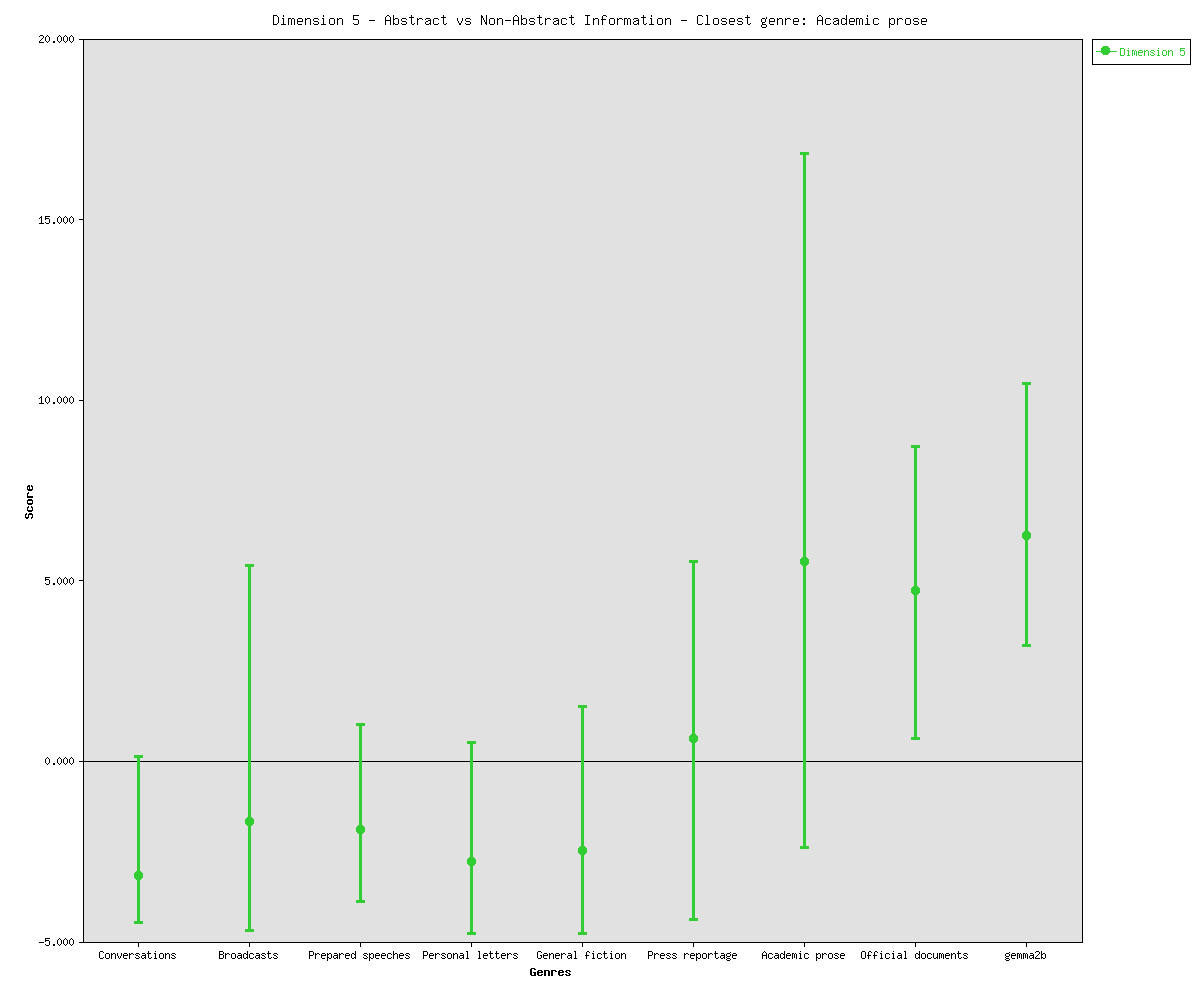 Dimension 5 - Abstract vs Non-Abstract Information - Closest genre: Academic prose
20.000
Dimension 5
15.000
10.000
Score
5.000
0.000
-5.000
Conversations Broadcasts Prepared speeches Personal letters General fiction Press reportage Academic prose Official documents gemma2b
Genres